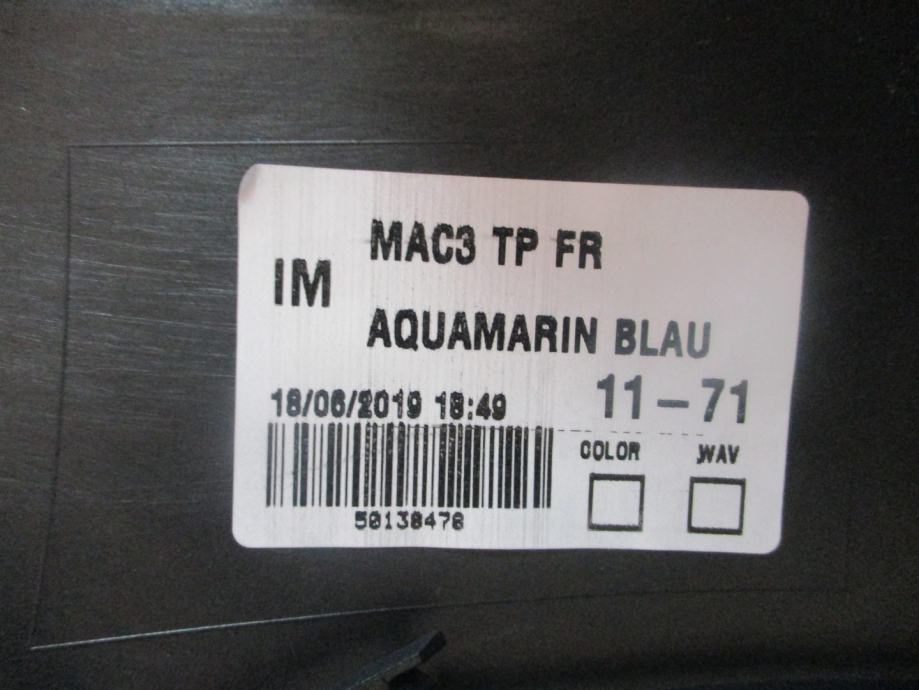 MAC3 TP FR
IM
AQUAMARIN BLAU
11-71
18/06/2019 18:49
COLOR
WAV
50138478